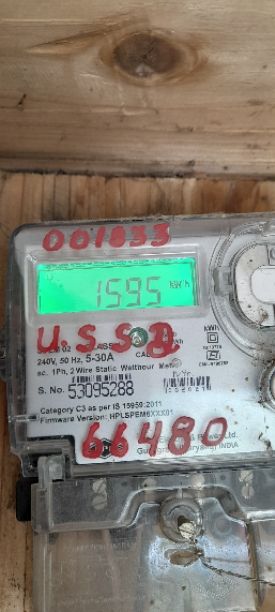 001833
1595 kWh
U.S.S.D
240V, 50 Hz, 5-30A
ac. 1Ph, 2 Wire Static Watthour Meter
S. No. 53095288
Category C3 as per IS 15959:2011
Firmware Version: HPLSPEM6XXX01
66480
INDIA